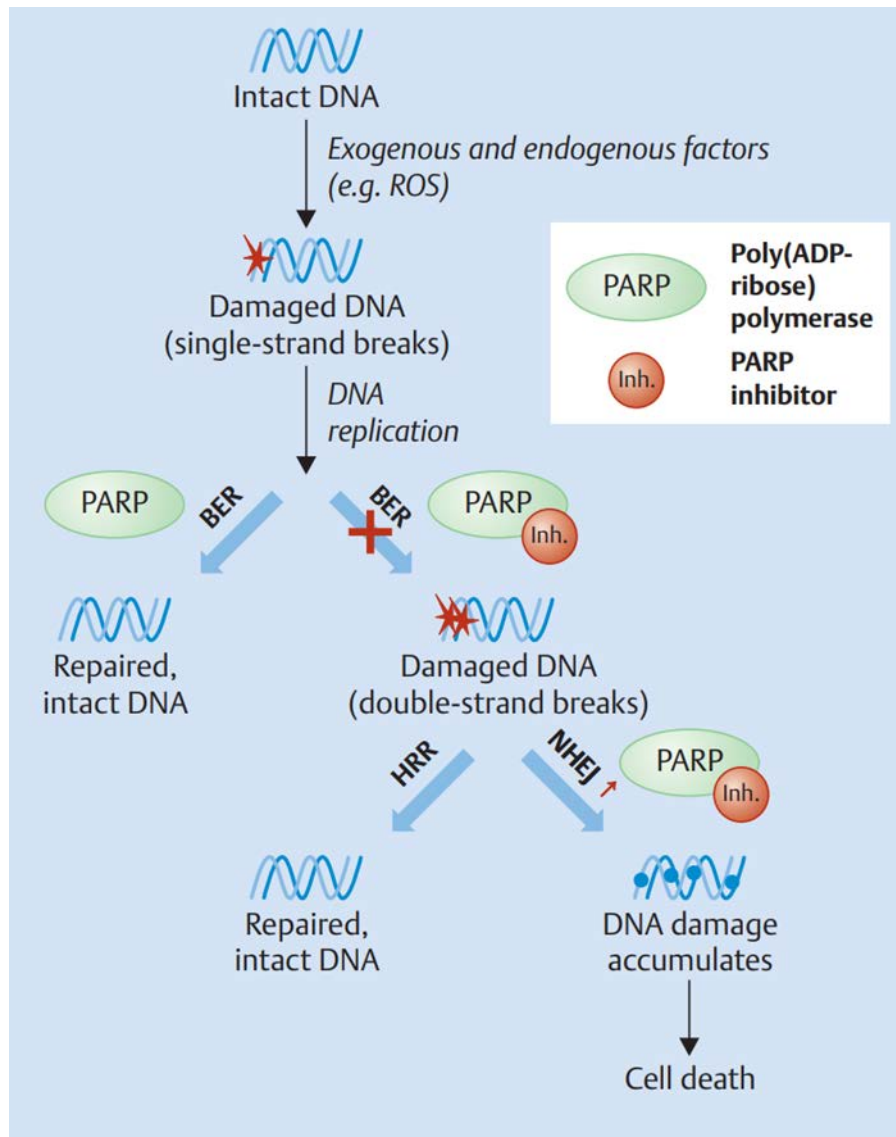 Intact DNA
Exogenous and endogenous factors
(e.g. ROS)
Damaged DNA
(single-strand breaks)
DNA
replication
PARP
Poly(ADP-
ribose)
polymerase
Inh.
PARP
inhibitor
PARP
BER
BER
PARP
Inh.
Repaired,
intact DNA
Damaged DNA
(double-strand breaks)
HRR
NHEJ
PARP
Inh.
Repaired,
intact DNA
DNA damage
accumulates
Cell death